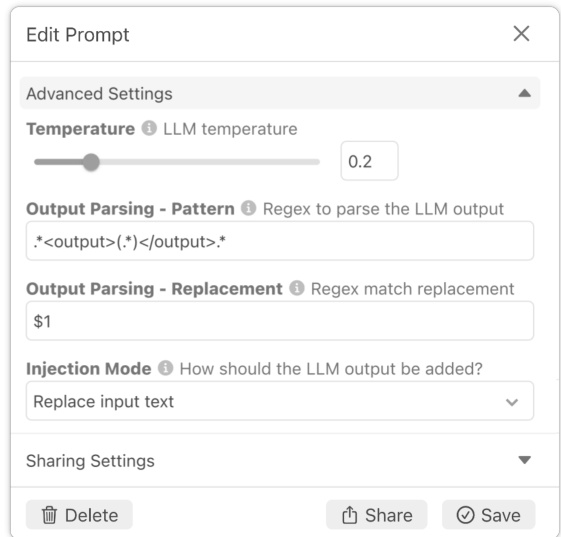 Edit Prompt
Advanced Settings
Temperature LLM temperature
0.2
Output Parsing - Pattern Regex to parse the LLM output
.*<output>(.*)</output>.*
Output Parsing - Replacement Regex match replacement
$1
Injection Mode How should the LLM output be added?
Replace input text
Sharing Settings
Delete Share Save